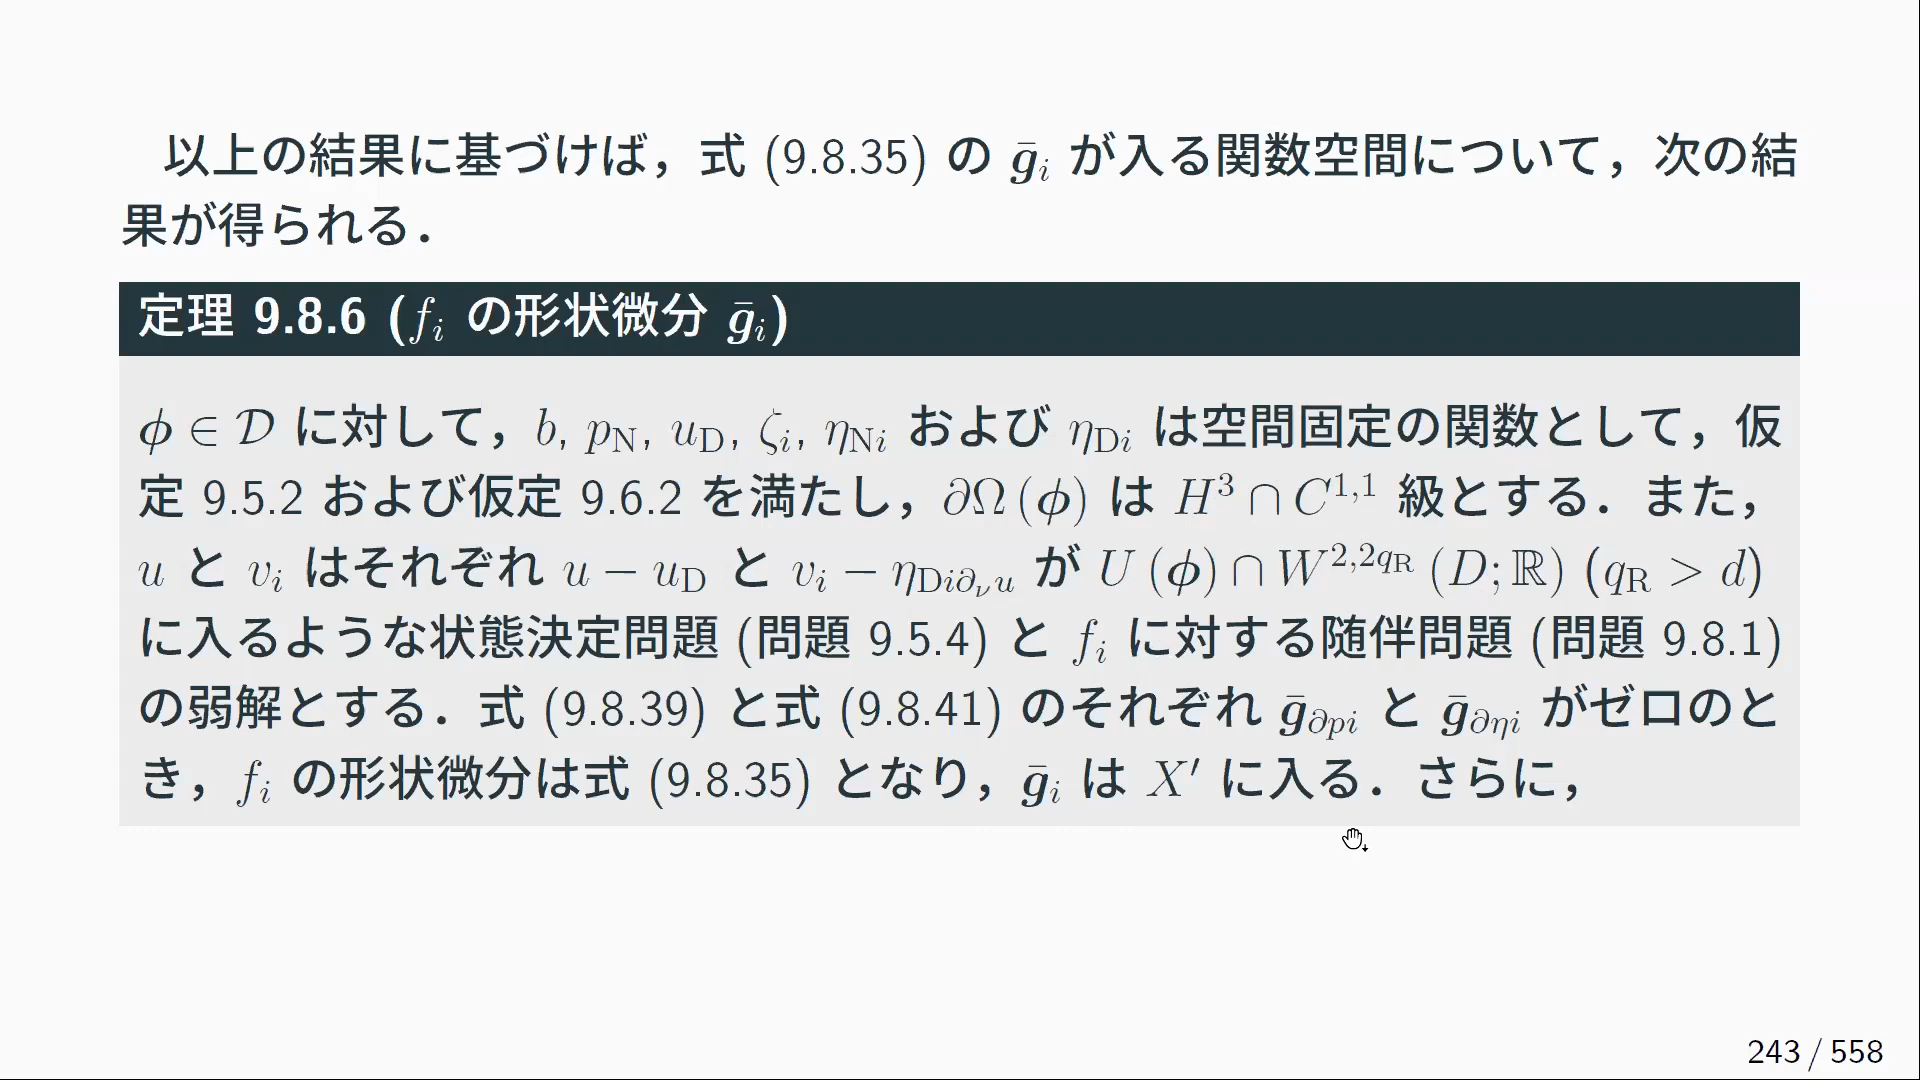 以上の結果に基づけば，式 (9.8.35) の ḡ_i が入る関数空間について，次の結
果が得られる．
定理 9.8.6 (f_i の形状微分 ḡ_i)
ϕ ∈ 𝒟 に対して，b, p_N, u_D, ζ_i, η_Ni および η_Di は空間固定の関数として，仮
定 9.5.2 および仮定 9.6.2 を満たし，∂Ω (ϕ) は H^3 ∩ C^{1,1} 級とする．また，
u と v_i はそれぞれ u − u_D と v_i − η_{Di∂_ν u} が U (ϕ) ∩ W^{2,2q_R} (D; ℝ) (q_R > d)
に入るような状態決定問題 (問題 9.5.4) と f_i に対する随伴問題 (問題 9.8.1)
の弱解とする．式 (9.8.39) と式 (9.8.41) のそれぞれ ḡ_{∂pi} と ḡ_{∂ηi} がゼロのと
き，f_i の形状微分は式 (9.8.35) となり，ḡ_i は X′ に入る．さらに，
243 / 558